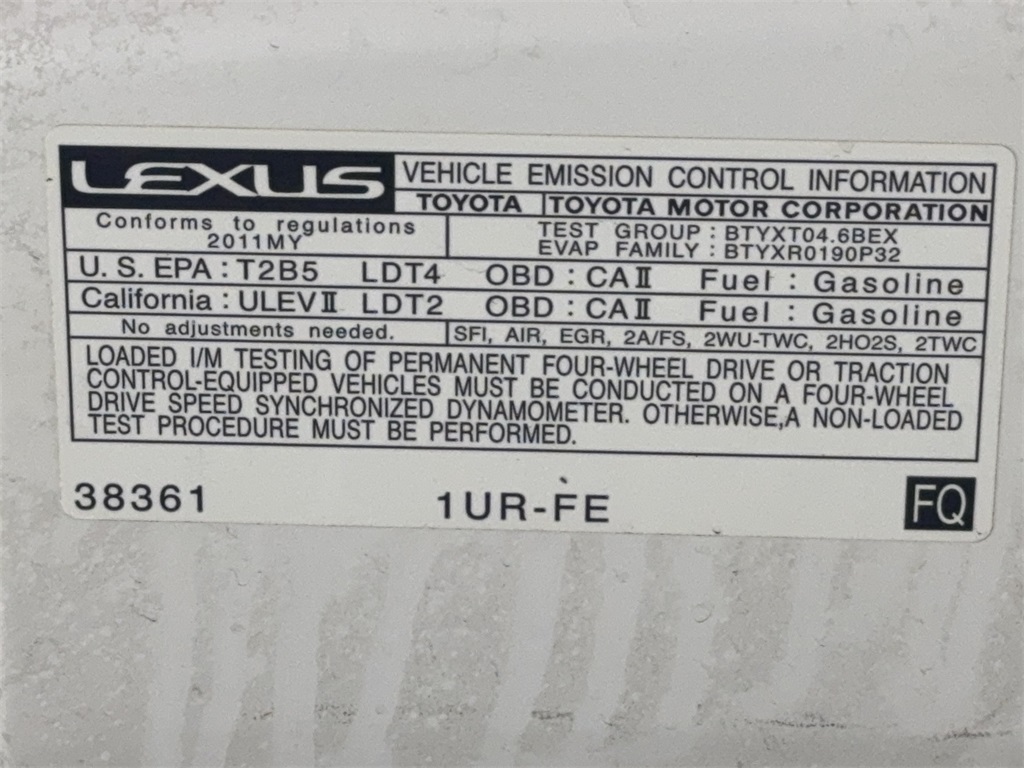 LEXUS
VEHICLE EMISSION CONTROL INFORMATION
TOYOTA TOYOTA MOTOR CORPORATION
Conforms to regulations
2011MY
TEST GROUP : BTYXT04.6BEX
EVAP FAMILY : BTYXR0190P32
U. S. EPA : T2B5 LDT4 OBD : CAⅡ Fuel : Gasoline
California : ULEVⅡ LDT2 OBD : CAⅡ Fuel : Gasoline
No adjustments needed.
SFI, AIR, EGR, 2A/FS, 2WU-TWC, 2HO2S, 2TWC
LOADED I/M TESTING OF PERMANENT FOUR-WHEEL DRIVE OR TRACTION
CONTROL-EQUIPPED VEHICLES MUST BE CONDUCTED ON A FOUR-WHEEL
DRIVE SPEED SYNCHRONIZED DYNAMOMETER. OTHERWISE,A NON-LOADED
TEST PROCEDURE MUST BE PERFORMED.
38361 1UR-FE FQ